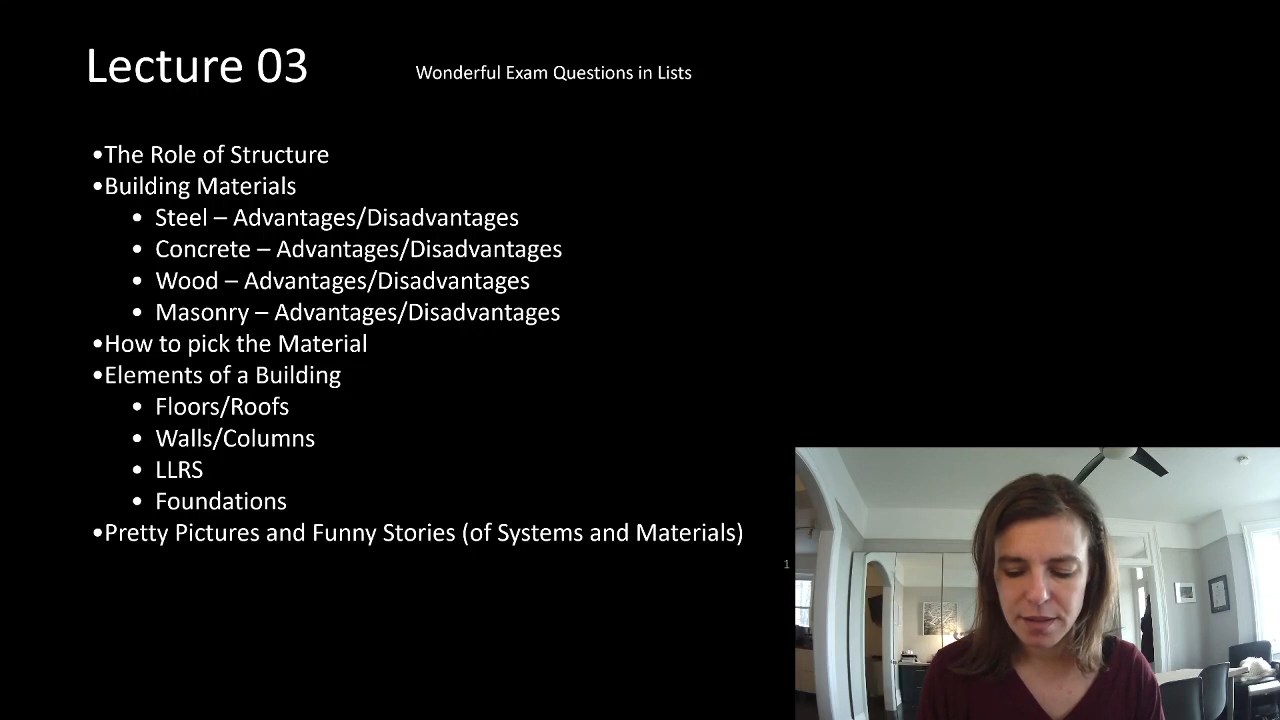 Lecture 03
Wonderful Exam Questions in Lists
•The Role of Structure
•Building Materials
• Steel – Advantages/Disadvantages
• Concrete – Advantages/Disadvantages
• Wood – Advantages/Disadvantages
• Masonry – Advantages/Disadvantages
•How to pick the Material
•Elements of a Building
• Floors/Roofs
• Walls/Columns
• LLRS
• Foundations
•Pretty Pictures and Funny Stories (of Systems and Materials)
1